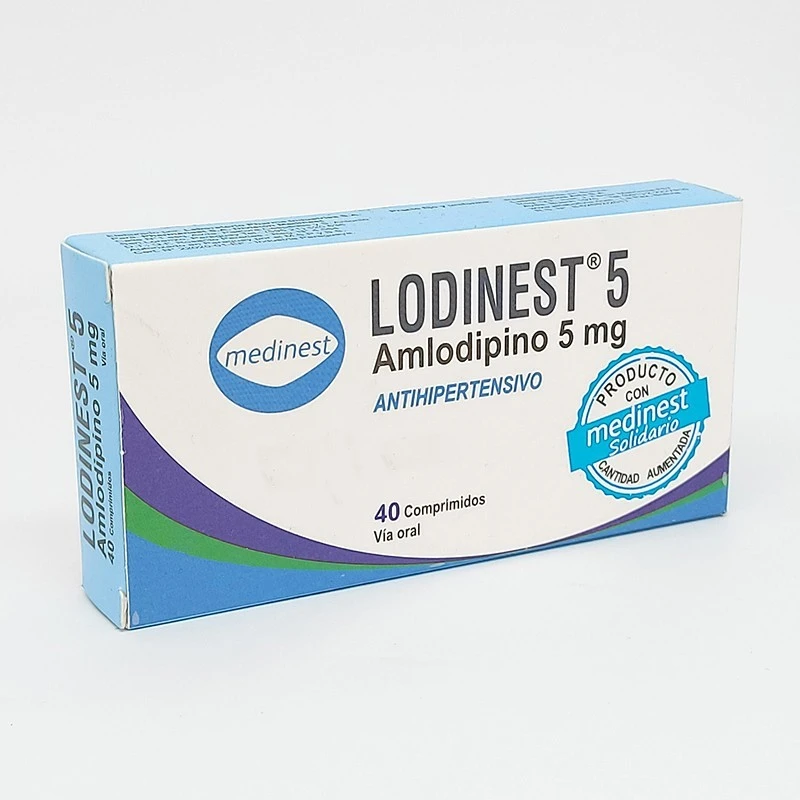 LODINEST® 5
Amlodipino 5 mg
ANTIHIPERTENSIVO
medinest
PRODUCTO
CON
medinest
Solidario
CANTIDAD AUMENTADA
40 Comprimidos
Vía oral
LODINEST® 5
Amlodipino 5 mg
40 Comprimidos
Vía oral